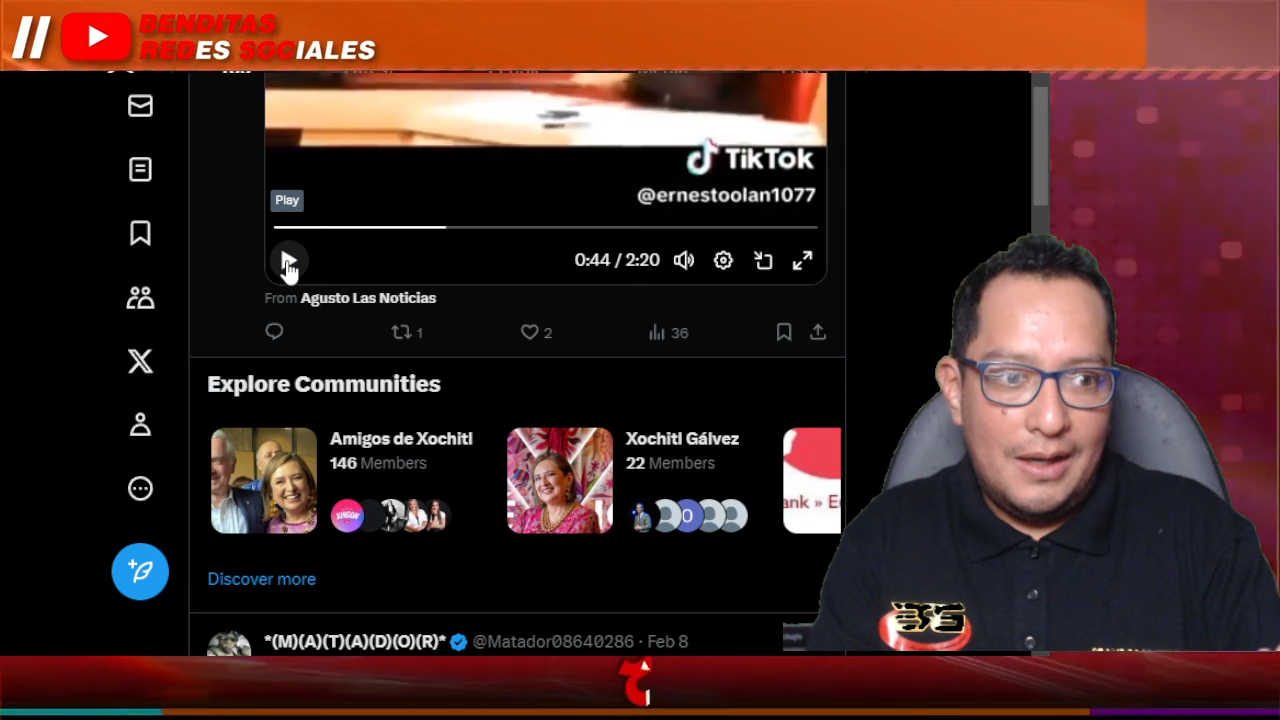 BENDITAS
REDES SOCIALES
TikTok
@ernestoolan1077
Play
0:44 / 2:20
From Agusto Las Noticias
1
2
36
Explore Communities
Amigos de Xochitl
146 Members
Xochitl Gálvez
22 Members
ank » E
Discover more
*(M)(A)(T)(A)(D)(O)(R)* @Matador08640286 · Feb 8